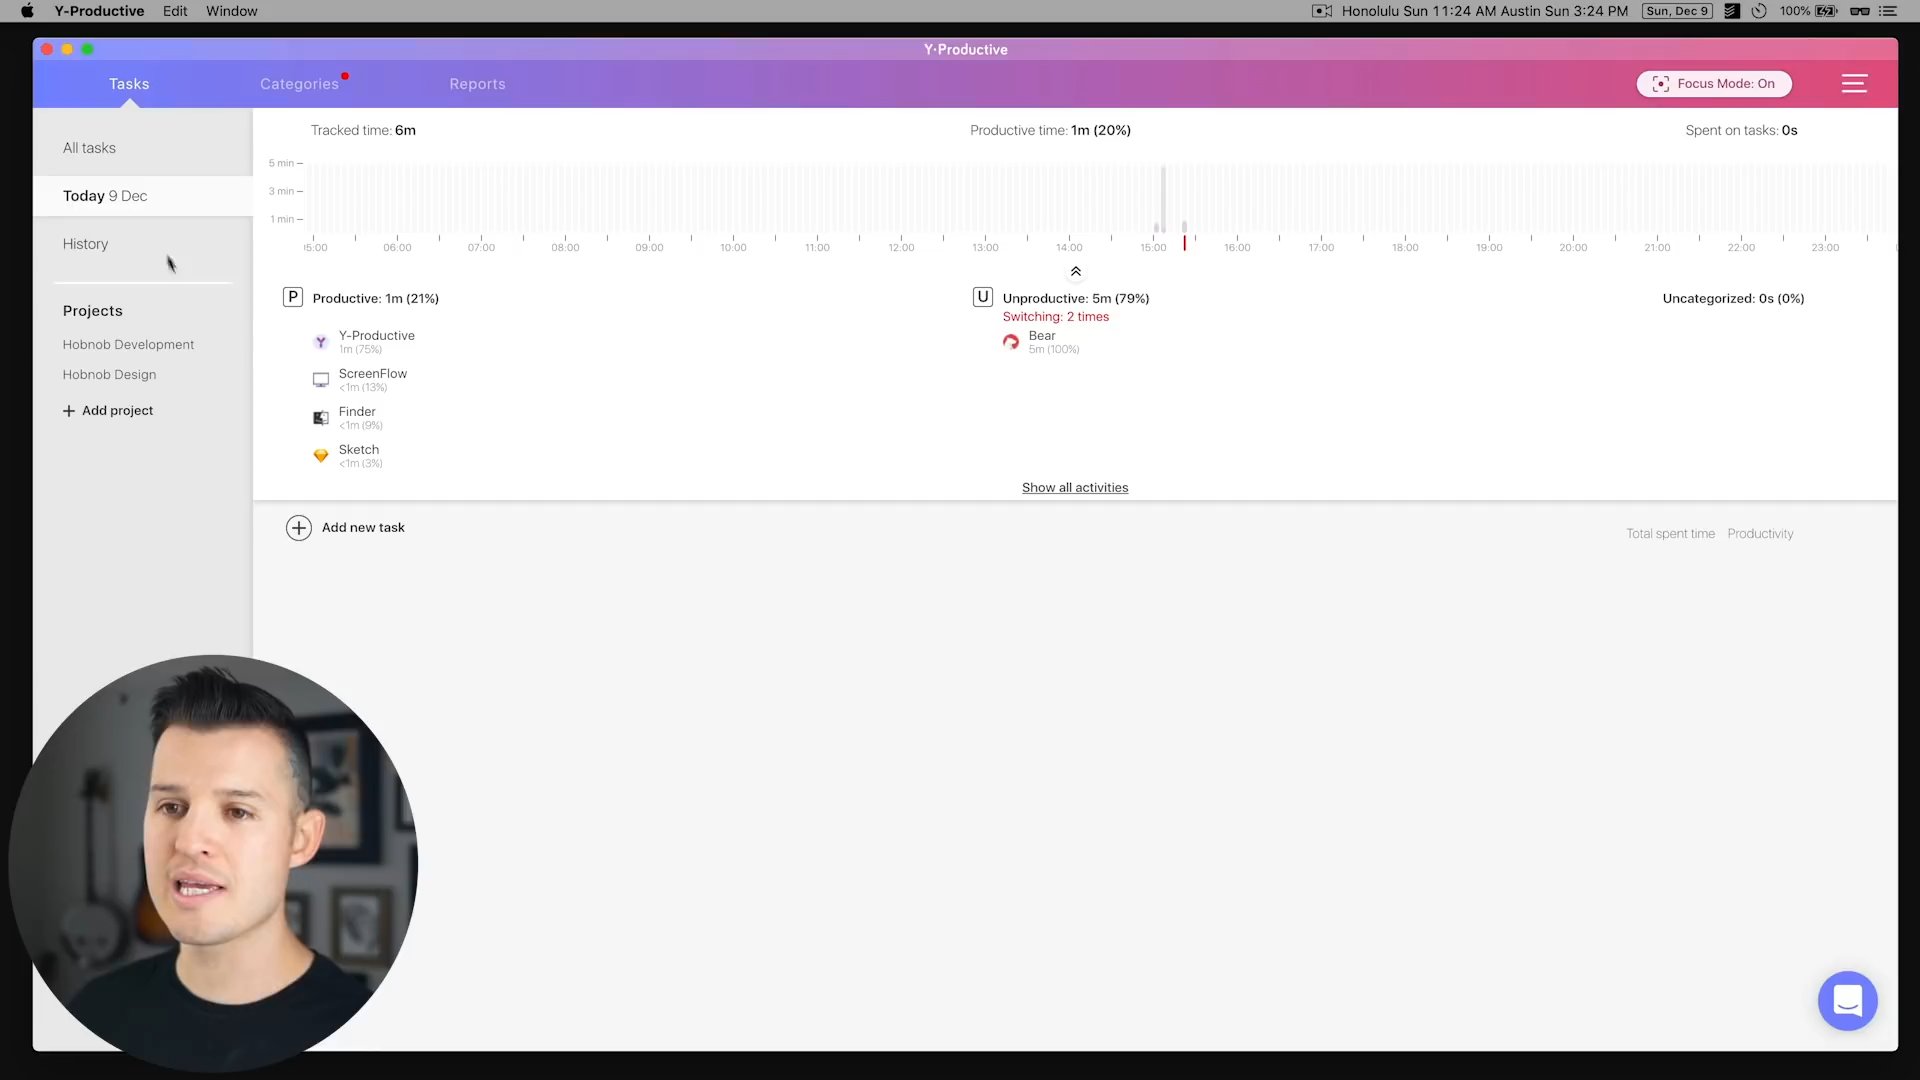 Y-Productive Edit Window Honolulu Sun 11:24 AM Austin Sun 3:24 PM Sun, Dec 9 100%
Y·Productive
Tasks Categories Reports Focus Mode: On
All tasks
Today 9 Dec
History
Projects
Hobnob Development
Hobnob Design
+ Add project
Tracked time: 6m Productive time: 1m (20%) Spent on tasks: 0s
5 min
3 min
1 min
06:00 07:00 08:00 09:00 10:00 11:00 12:00 13:00 14:00 15:00 16:00 17:00 18:00 19:00 20:00 21:00 22:00 23:00
P Productive: 1m (21%)
Y Y-Productive
1m (75%)
ScreenFlow
<1m (13%)
Finder
<1m (9%)
Sketch
<1m (3%)
U Unproductive: 5m (79%)
Switching: 2 times
Bear
5m (100%)
Uncategorized: 0s (0%)
Show all activities
Add new task
Total spent time Productivity